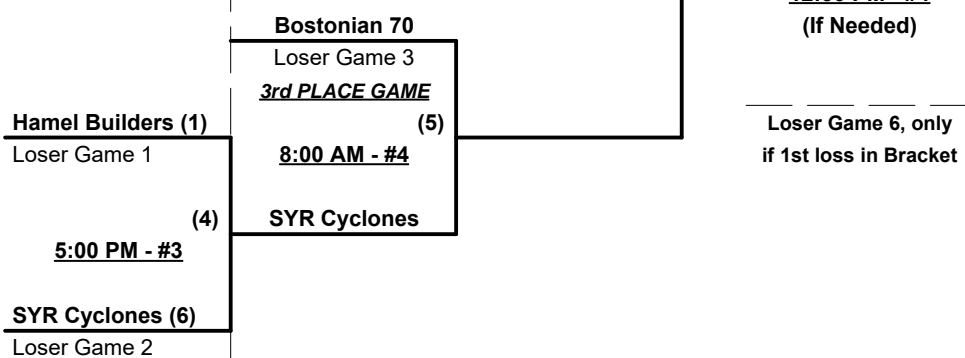 Bostonian 70
Loser Game 3
3rd PLACE GAME
(5)
8:00 AM - #4
SYR Cyclones
Hamel Builders (1)
Loser Game 1
(4)
5:00 PM - #3
SYR Cyclones (6)
Loser Game 2
(If Needed)
Loser Game 6, only
if 1st loss in Bracket